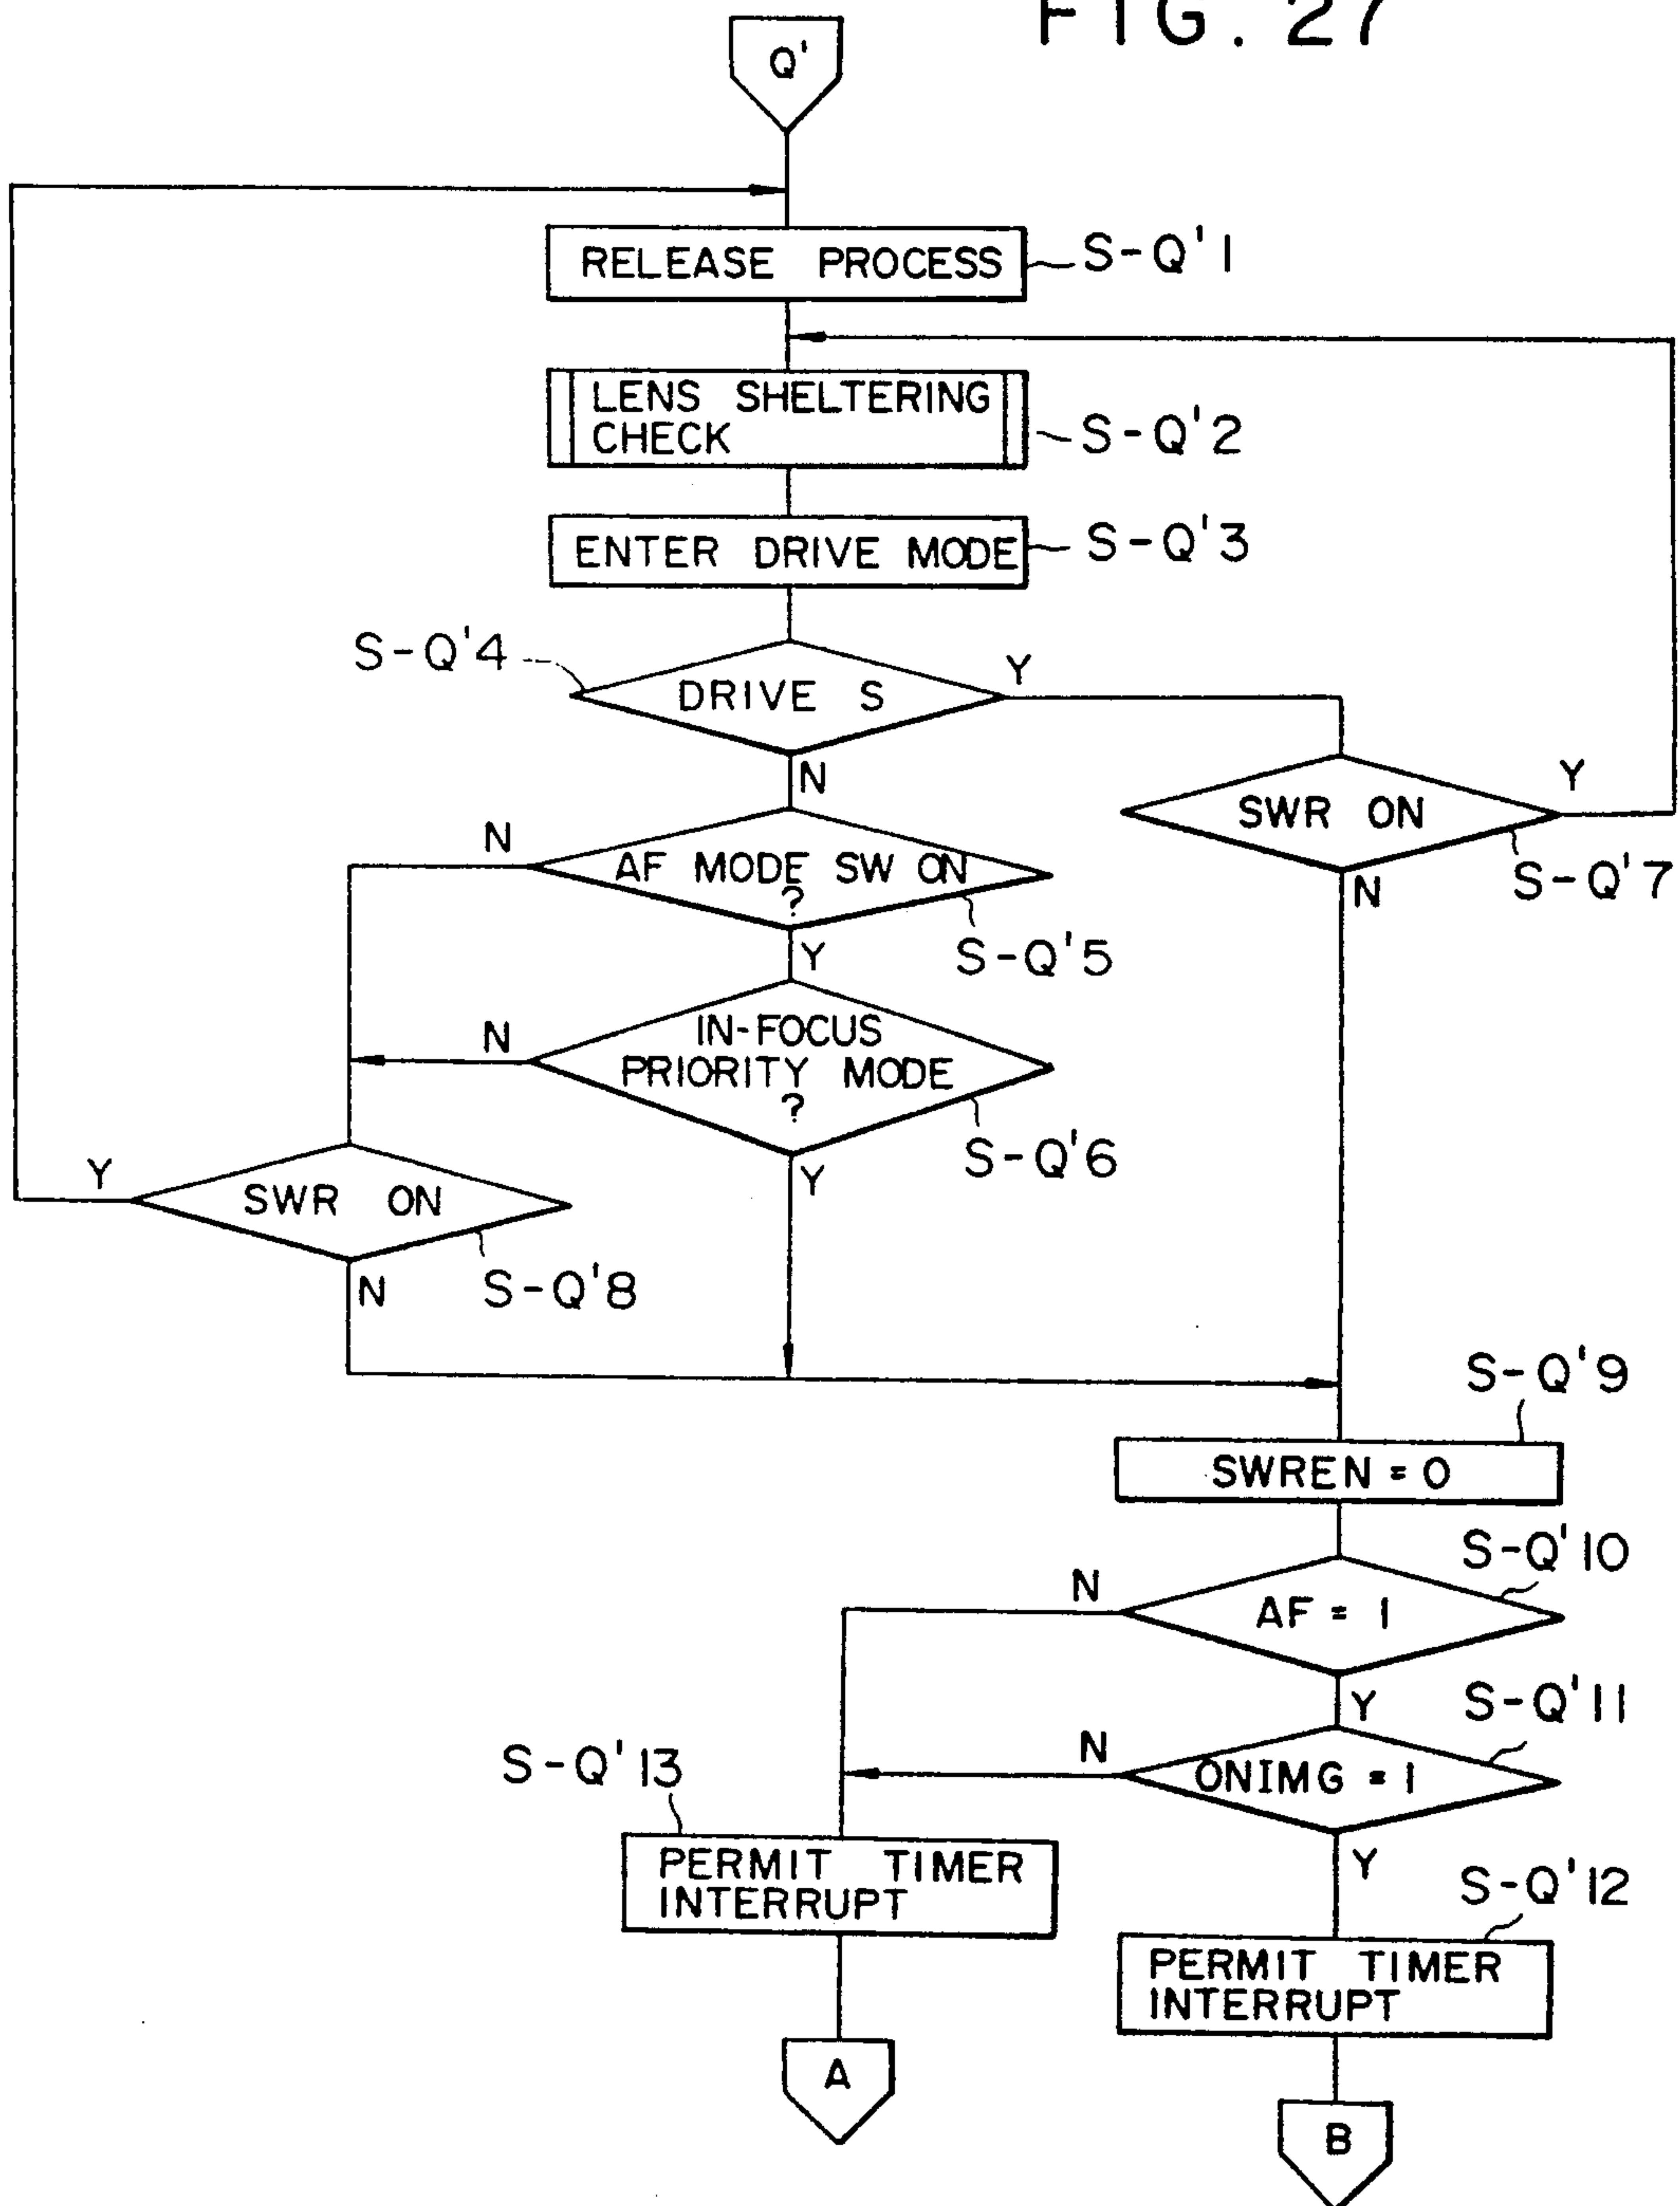 FIG. 27
Q'
RELEASE PROCESS
S-Q'1
LENS SHELTERING
CHECK
S-Q'2
ENTER DRIVE MODE
S-Q'3
S-Q'4
DRIVE S
Y
N
SWR ON
Y
S-Q'7
N
N
AF MODE SW ON
?
S-Q'5
Y
N
IN-FOCUS
PRIORITY MODE
?
S-Q'6
Y
Y
SWR ON
S-Q'8
N
S-Q'9
SWREN = 0
S-Q'10
N
AF = 1
Y
S-Q'11
N
ONIMG = 1
Y
S-Q'13
PERMIT TIMER
INTERRUPT
S-Q'12
PERMIT TIMER
INTERRUPT
A
B